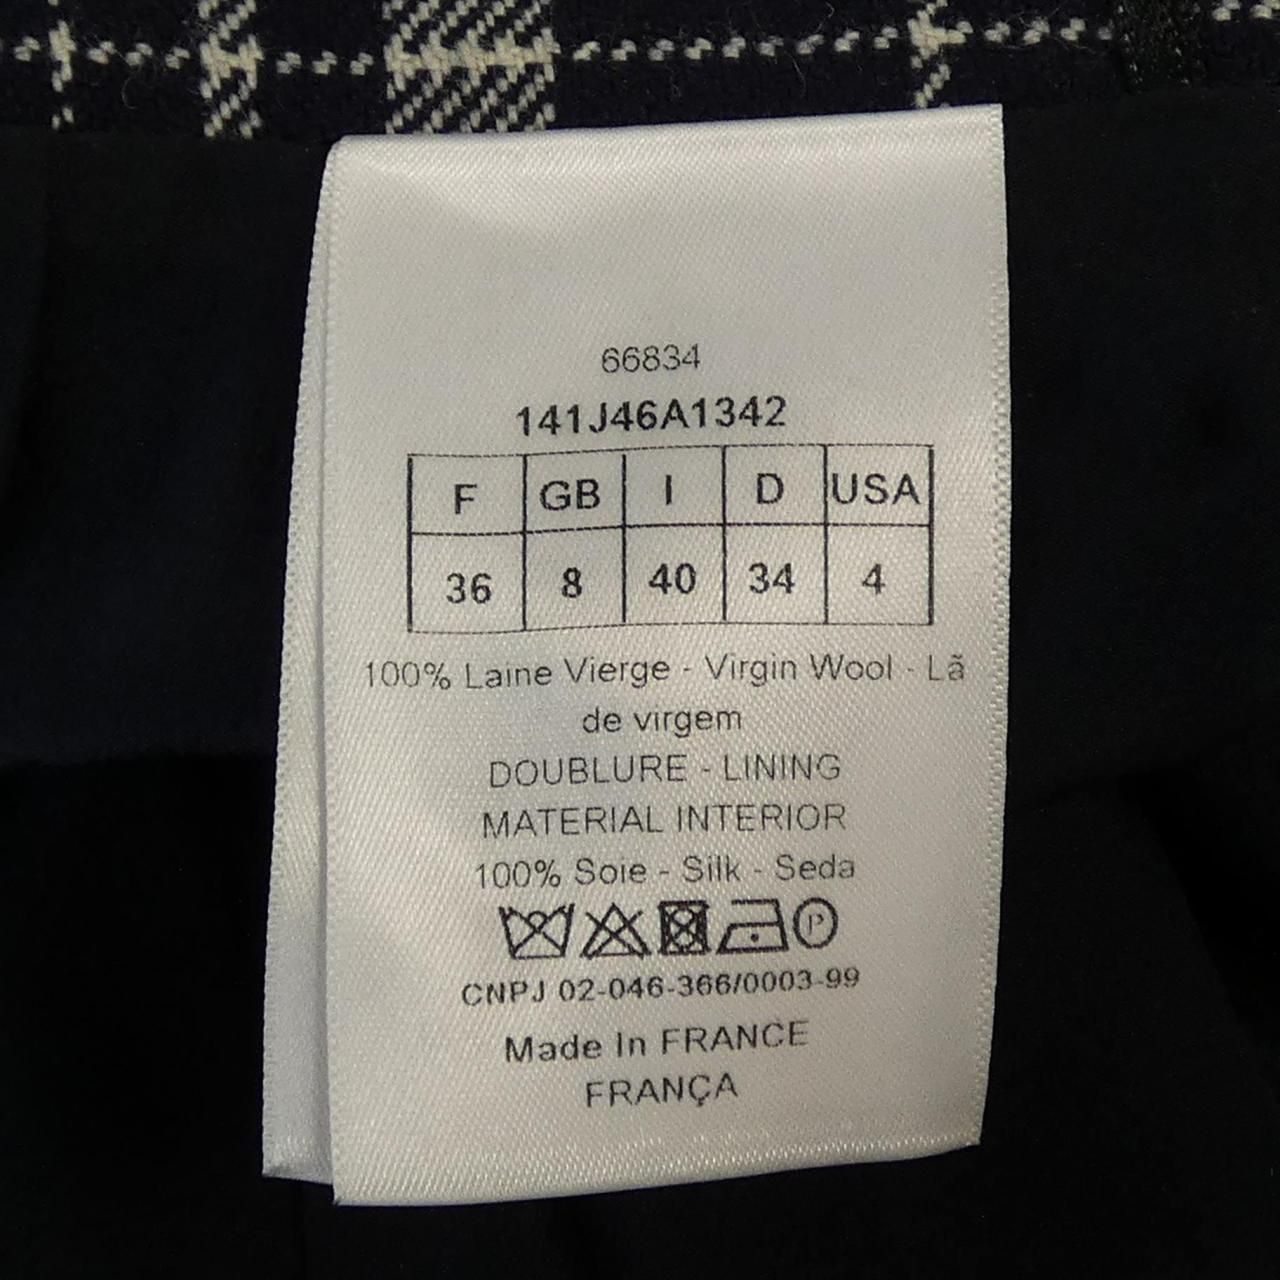 66834
141J46A1342
F GB I D USA
36 8 40 34 4
100% Laine Vierge - Virgin Wool - Lã
de virgem
DOUBLURE - LINING
MATERIAL INTERIOR
100% Soie - Silk - Seda
P
CNPJ 02-046-366/0003-99
Made In FRANCE
FRANÇA